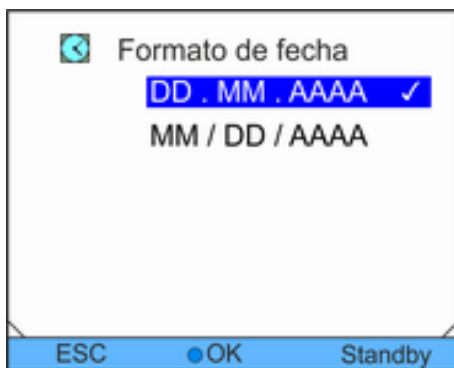 Formato de fecha
DD . MM . AAAA ✓
MM / DD / AAAA
ESC OK Standby